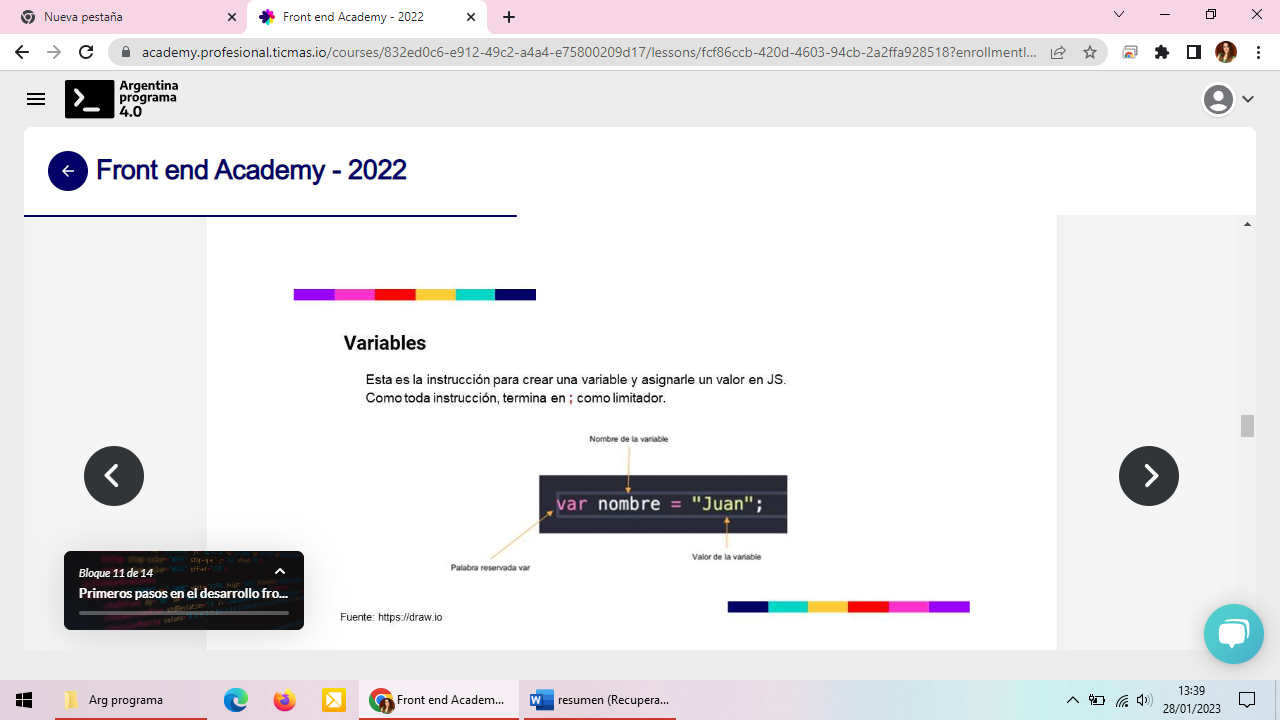 Nueva pestaña
Front end Academy - 2022
academy.profesional.ticmas.io/courses/832ed0c6-e912-49c2-a4a4-e75800209d17/lessons/fcf86ccb-420d-4603-94cb-2a2ffa928518?enrollmentI...
Argentina
programa
4.0
Front end Academy - 2022
Variables
Esta es la instrucción para crear una variable y asignarle un valor en JS.
Como toda instrucción, termina en ; como limitador.
Nombre de la variable
var nombre = "Juan";
Valor de la variable
Palabra reservada var
Bloque 11 de 14
Primeros pasos en el desarrollo fro...
Fuente: https://draw.io
Arg programa
Front end Academ...
resumen (Recupera...
13:39
28/01/2023